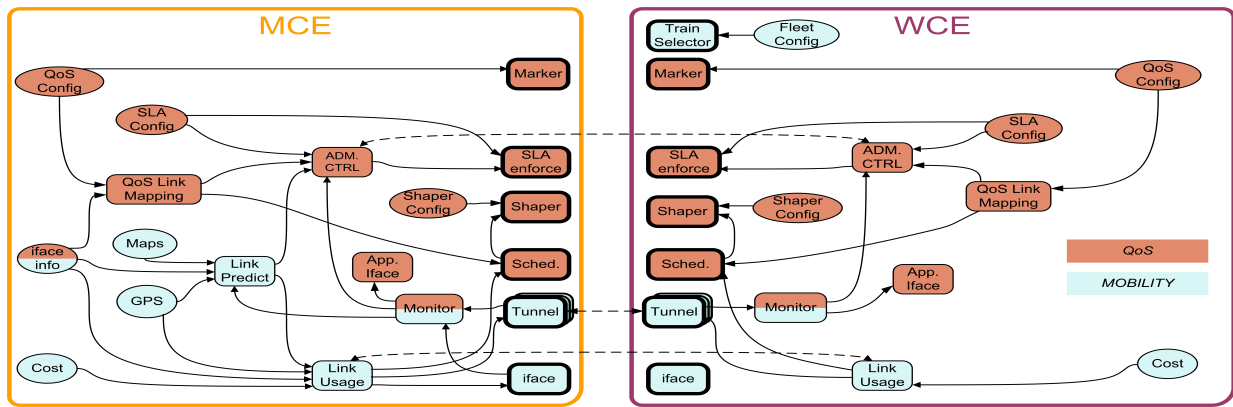 MCE
QoS
Config
Marker
SLA
Config
ADM.
CTRL
SLA
enforce
QoS Link
Mapping
Shaper
Config
Shaper
Maps
iface
info
Link
Predict
App.
Iface
Sched.
GPS
Monitor
Tunnel
Cost
Link
Usage
iface
WCE
Train
Selector
Fleet
Config
Marker
QoS
Config
SLA
Config
SLA
enforce
ADM.
CTRL
QoS Link
Mapping
Shaper
Shaper
Config
Sched.
App.
Iface
Tunnel
Monitor
iface
Link
Usage
Cost
QoS
MOBILITY